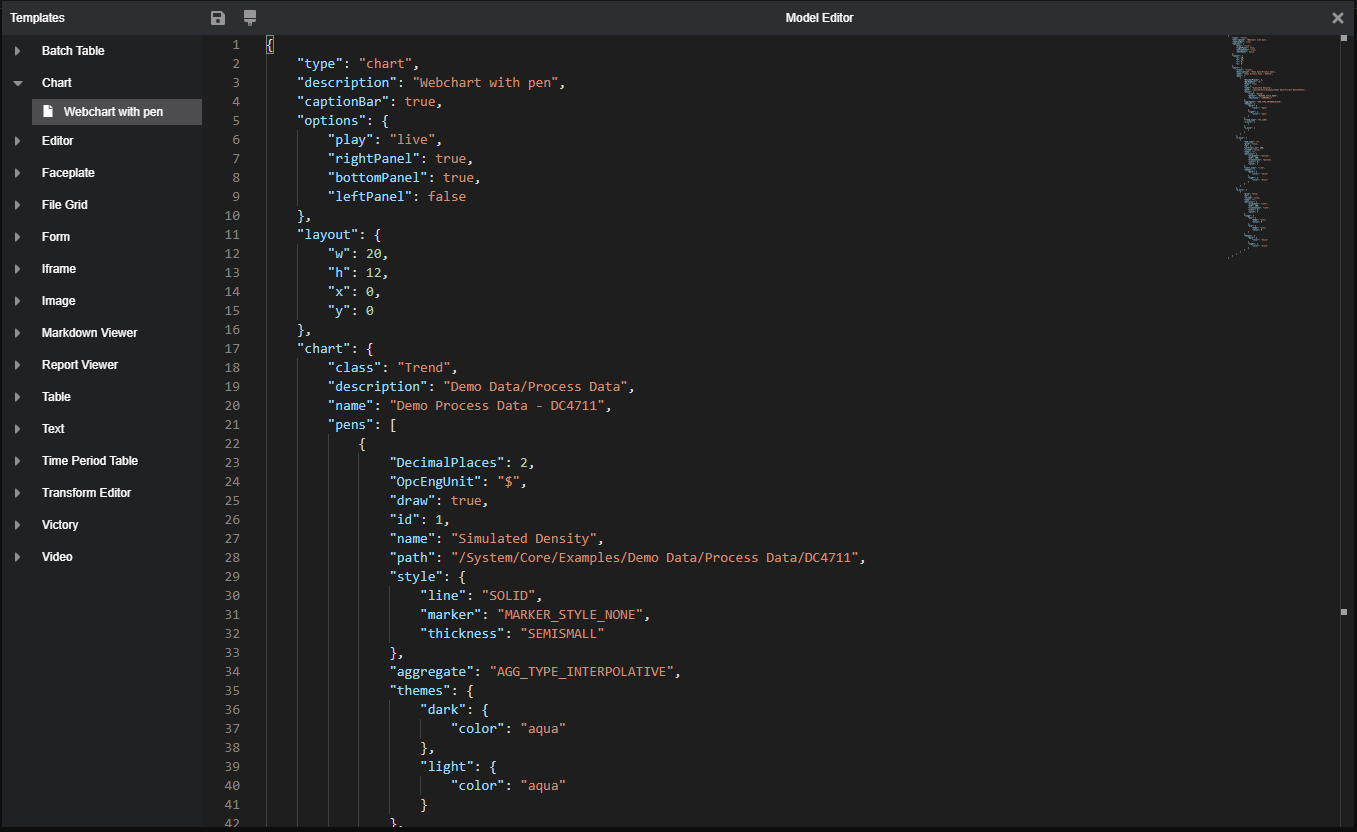 Templates
Model Editor
Batch Table
Chart
Webchart with pen
Editor
Faceplate
File Grid
Form
Iframe
Image
Markdown Viewer
Report Viewer
Table
Text
Time Period Table
Transform Editor
Victory
Video
1 {
2 "type": "chart",
3 "description": "Webchart with pen",
4 "captionBar": true,
5 "options": {
6 "play": "live",
7 "rightPanel": true,
8 "bottomPanel": true,
9 "leftPanel": false
10 },
11 "layout": {
12 "w": 20,
13 "h": 12,
14 "x": 0,
15 "y": 0
16 },
17 "chart": {
18 "class": "Trend",
19 "description": "Demo Data/Process Data",
20 "name": "Demo Process Data - DC4711",
21 "pens": [
22 {
23 "DecimalPlaces": 2,
24 "OpcEngUnit": "$",
25 "draw": true,
26 "id": 1,
27 "name": "Simulated Density",
28 "path": "/System/Core/Examples/Demo Data/Process Data/DC4711",
29 "style": {
30 "line": "SOLID",
31 "marker": "MARKER_STYLE_NONE",
32 "thickness": "SEMISMALL"
33 },
34 "aggregate": "AGG_TYPE_INTERPOLATIVE",
35 "themes": {
36 "dark": {
37 "color": "aqua"
38 },
39 "light": {
40 "color": "aqua"
41 }
42 },